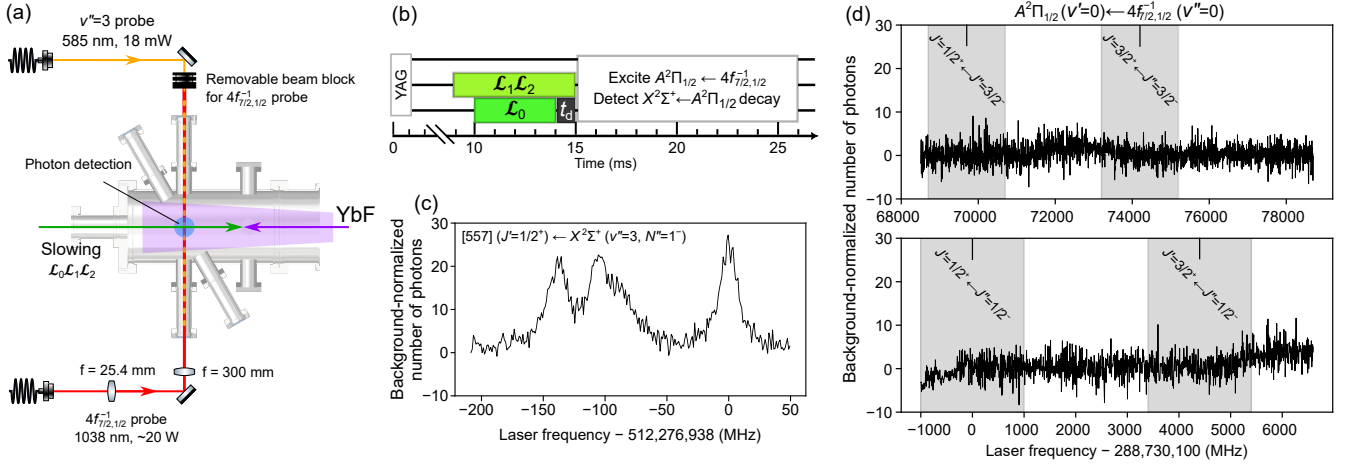 (a)
v″=3 probe
585 nm, 18 mW
Removable beam block
for 4f⁻¹₇/₂,₁/₂ probe
Photon detection
YbF
Slowing
ℒ₀ℒ₁ℒ₂
f = 25.4 mm
f = 300 mm
4f⁻¹₇/₂,₁/₂ probe
1038 nm, ~20 W
(b)
YAG
ℒ₁ℒ₂
ℒ₀
t_d
Excite A²Π₁/₂ ← 4f⁻¹₇/₂,₁/₂
Detect X²Σ⁺←A²Π₁/₂ decay
0 10 15 20 25
Time (ms)
(c)
[557] (J′=1/2⁺) ← X²Σ⁺ (v″=3, N″=1⁻)
Background-normalized
number of photons
30
20
10
0
−200 −150 −100 −50 0 50
Laser frequency − 512,276,938 (MHz)
(d)
A²Π₁/₂ (v′=0)←4f⁻¹₇/₂,₁/₂ (v″=0)
Background-normalized number of photons
30
20
10
0
−10
J′=1/2⁺←J″=3/2⁻
J′=3/2⁺←J″=3/2⁻
68000 70000 72000 74000 76000 78000
30
20
10
0
−10
J′=1/2⁺←J″=1/2⁻
J′=3/2⁺←J″=1/2⁻
−1000 0 1000 2000 3000 4000 5000 6000
Laser frequency − 288,730,100 (MHz)